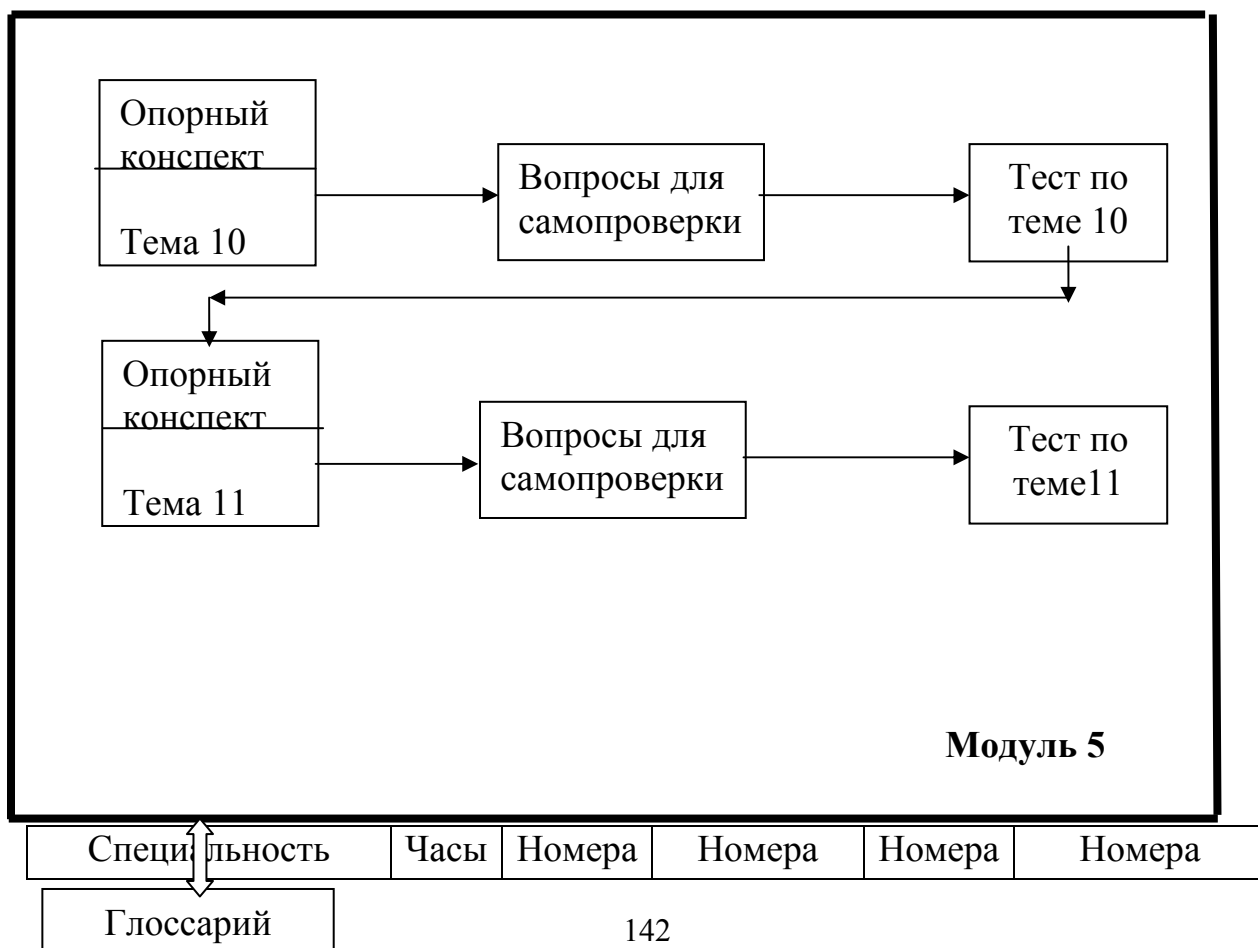 Опорный
конспект
Тема 10
Вопросы для
самопроверки
Тест по
теме 10
Опорный
конспект
Тема 11
Вопросы для
самопроверки
Тест по
теме11
Модуль 5
Специальность Часы Номера Номера Номера Номера
Глоссарий
142